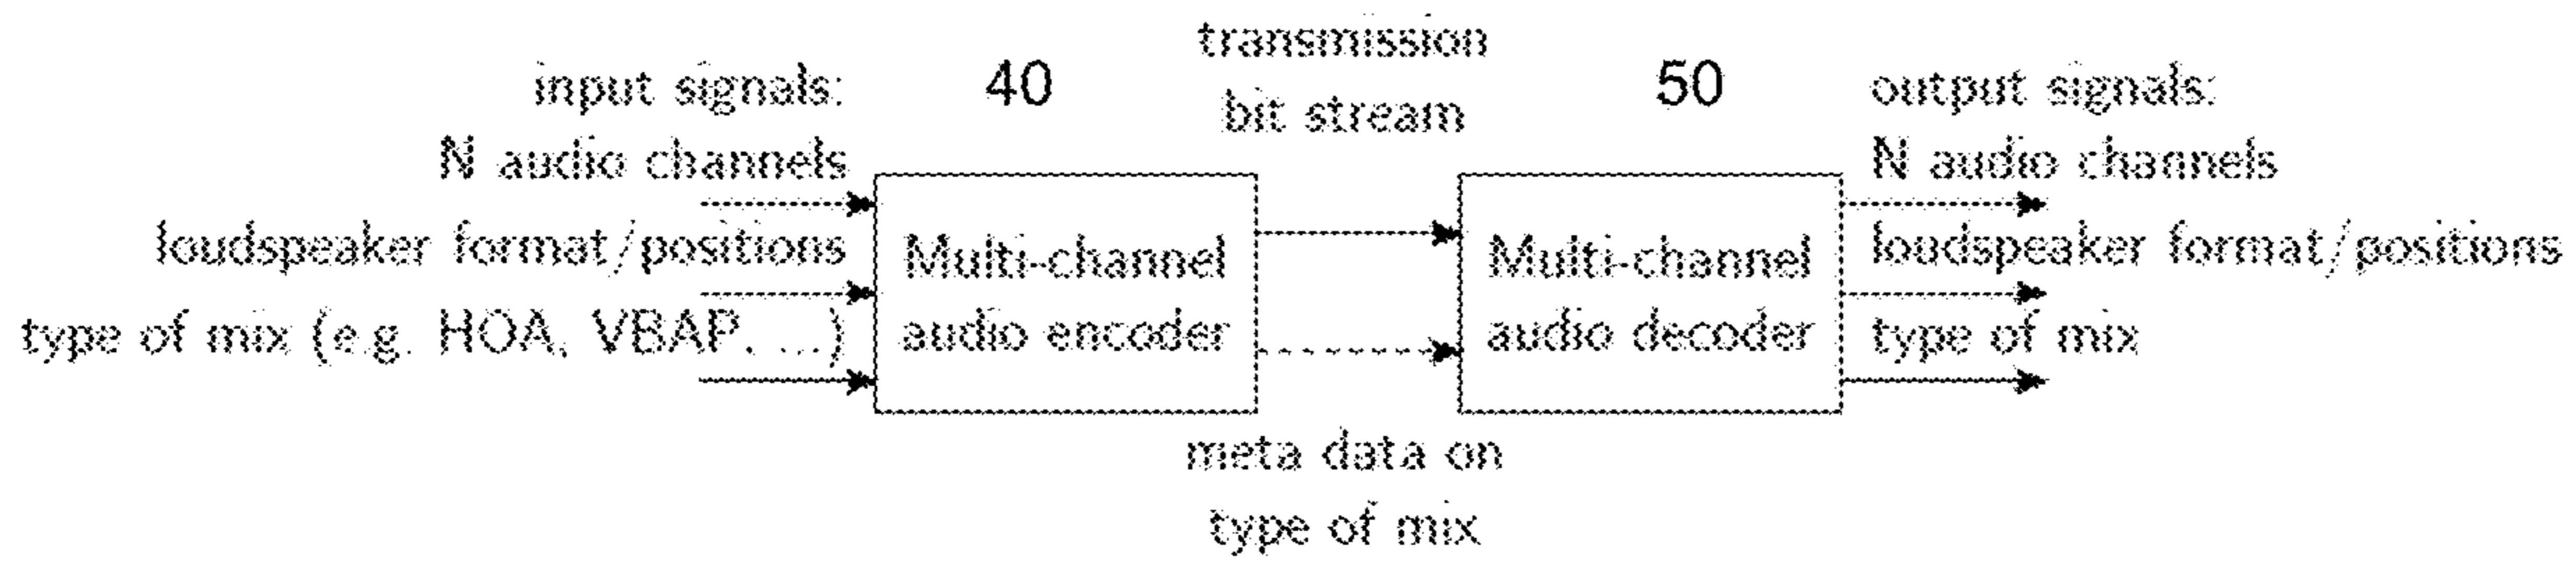 input signals:
N audio channels
loudspeaker format/positions
type of mix (e.g. HOA, VBAP, ...)
40
Multi-channel
audio encoder
transmission
bit stream
meta data on
type of mix
50
Multi-channel
audio decoder
output signals:
N audio channels
loudspeaker format/positions
type of mix